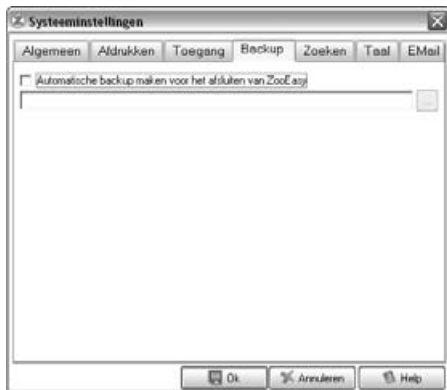 Systeeminstellingen
Algemeen Afdrukken Toegang Backup Zoeken Taal EMail
Automatische backup maken voor het afsluiten van ZooEasy
...
Ok Annuleren Help